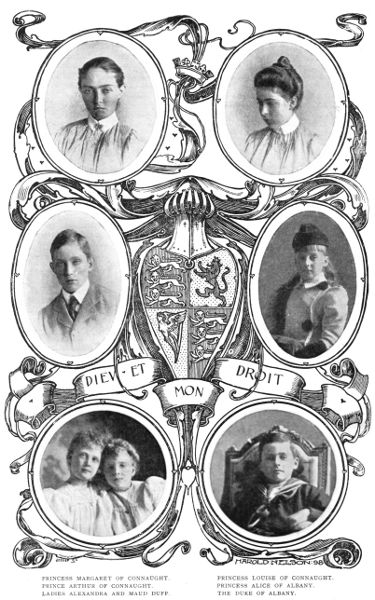 DIEV·ET
MON
DROIT
HAROLD NELSON·98
PRINCESS MARGARET OF CONNAUGHT.
PRINCE ARTHUR OF CONNAUGHT.
LADIES ALEXANDRA AND MAUD DUFF.
PRINCESS LOUISE OF CONNAUGHT.
PRINCESS ALICE OF ALBANY.
THE DUKE OF ALBANY.